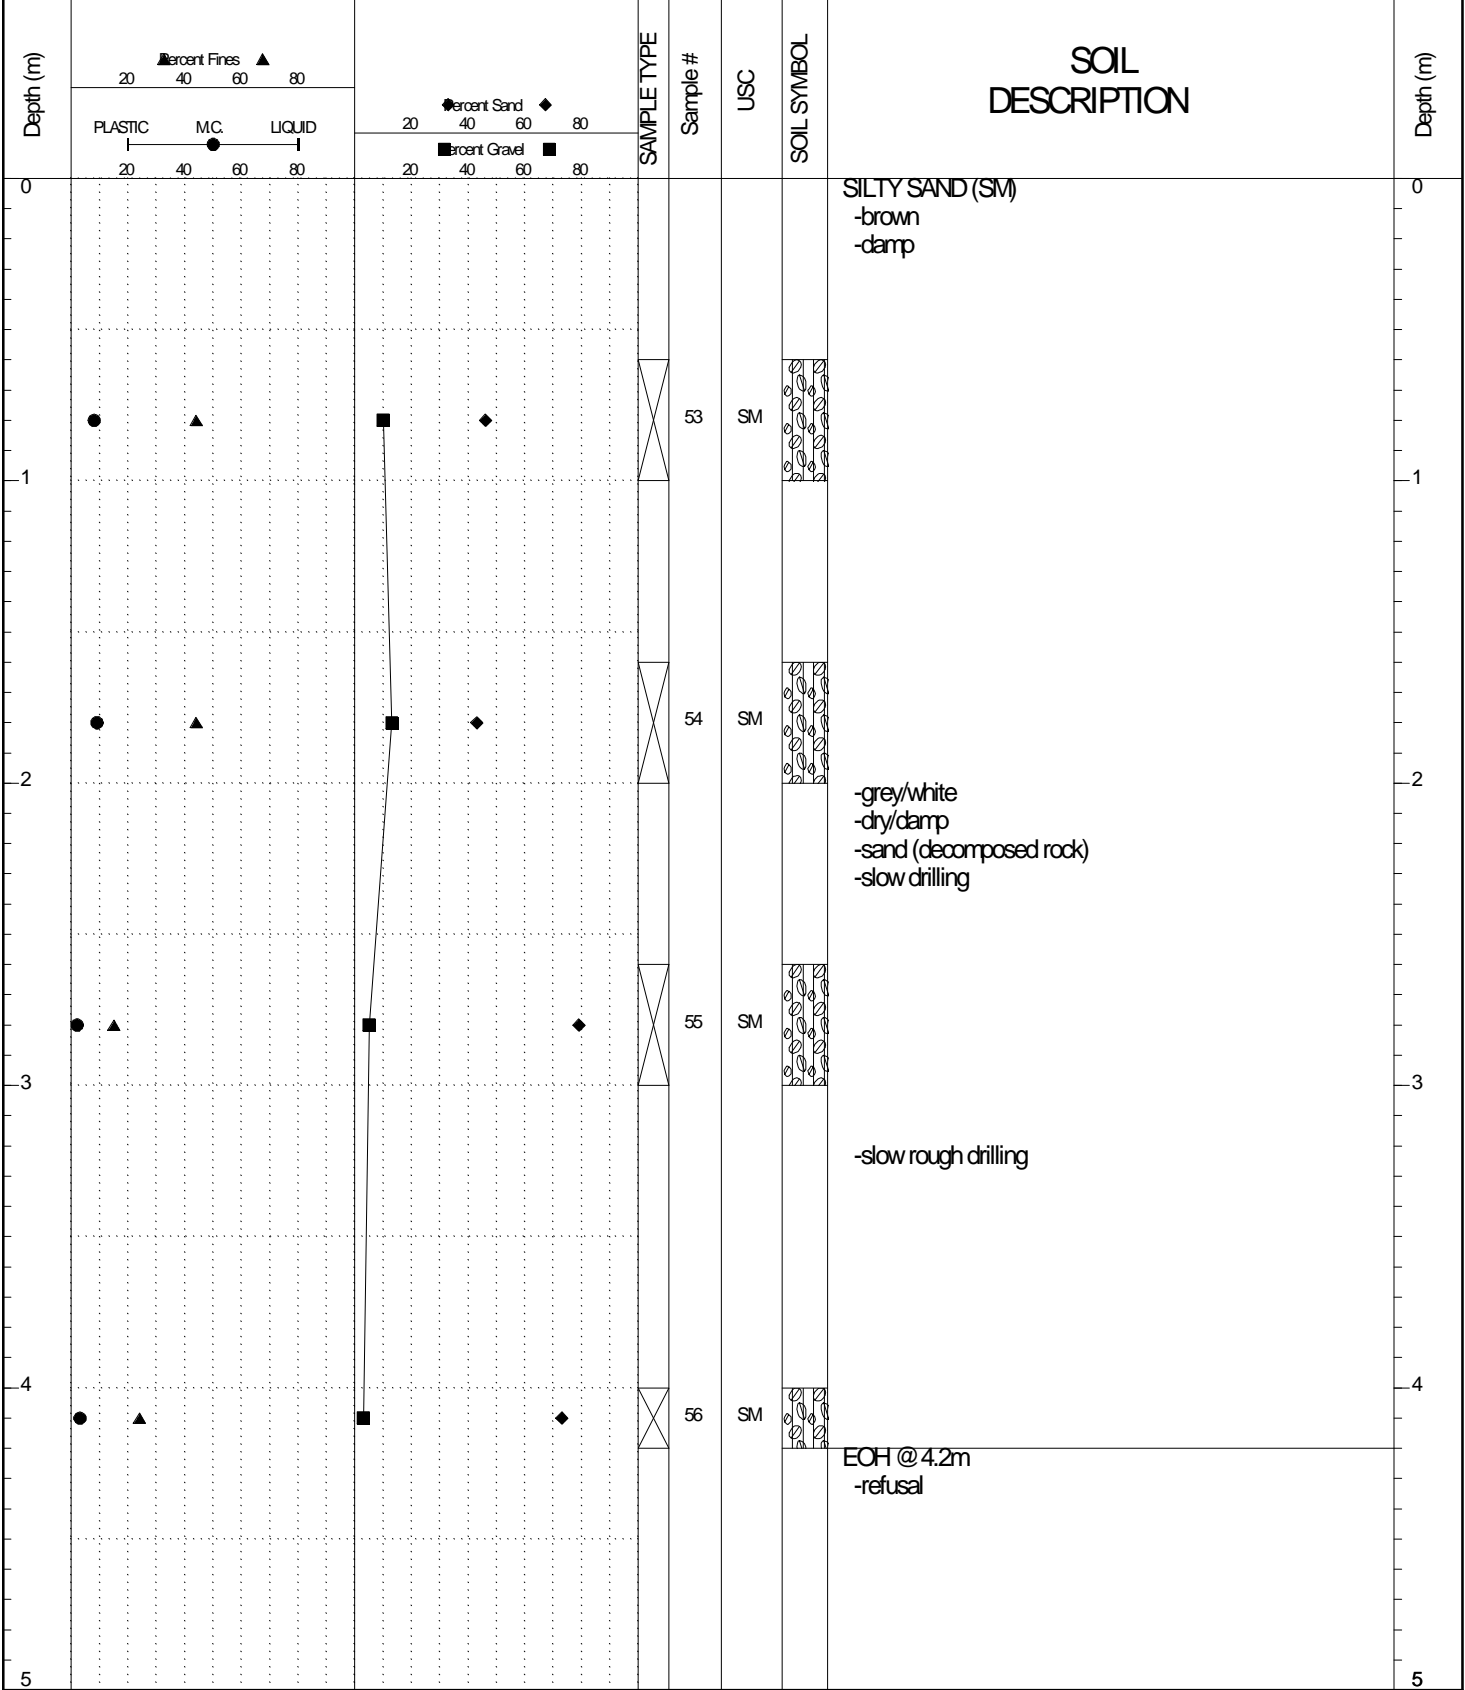 Depth (m)
Percent Fines
20 40 60 80
PLASTIC M.C. LIQUID
20 40 60 80
Percent Sand
20 40 60 80
Percent Gravel
20 40 60 80
SAMPLE TYPE
Sample #
USC
SOIL SYMBOL
SOIL
DESCRIPTION
Depth (m)
0
SILTY SAND (SM)
0
-brown
-damp
53 SM
1
1
54 SM
2
2
-grey/white
-dry/damp
-sand (decomposed rock)
-slow drilling
55 SM
3
3
-slow rough drilling
4
4
56 SM
EOH @ 4.2m
-refusal
5
5